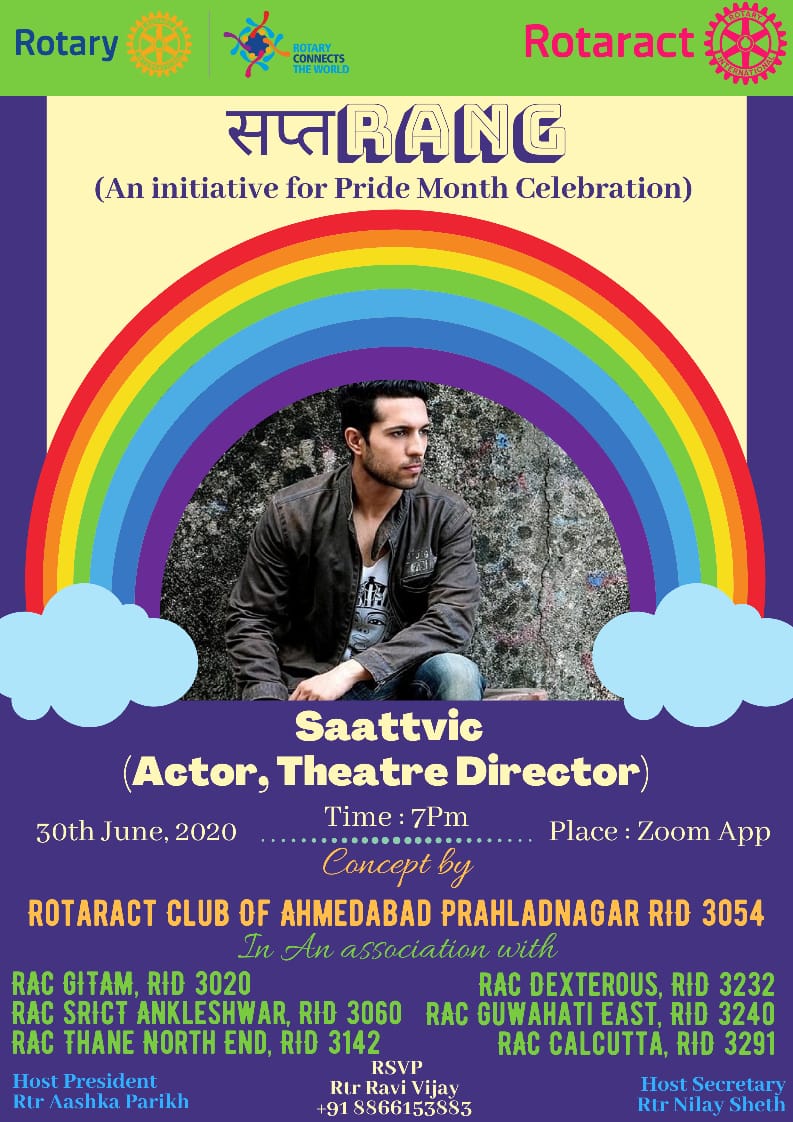 Rotary
ROTARY
CONNECTS
THE WORLD
Rotaract
ROTARY
INTERNATIONAL
सप्तRANG
(An initiative for Pride Month Celebration)
Saattvic
(Actor, Theatre Director)
30th June, 2020
Time : 7Pm
Place : Zoom App
Concept by
ROTARACT CLUB OF AHMEDABAD PRAHLADNAGAR RID 3054
In An association with
RAC GITAM, RID 3020
RAC DEXTEROUS, RID 3232
RAC SRICT ANKLESHWAR, RID 3060
RAC GUWAHATI EAST, RID 3240
RAC THANE NORTH END, RID 3142
RAC CALCUTTA, RID 3291
Host President
Rtr Aashka Parikh
RSVP
Rtr Ravi Vijay
+91 8866153883
Host Secretary
Rtr Nilay Sheth